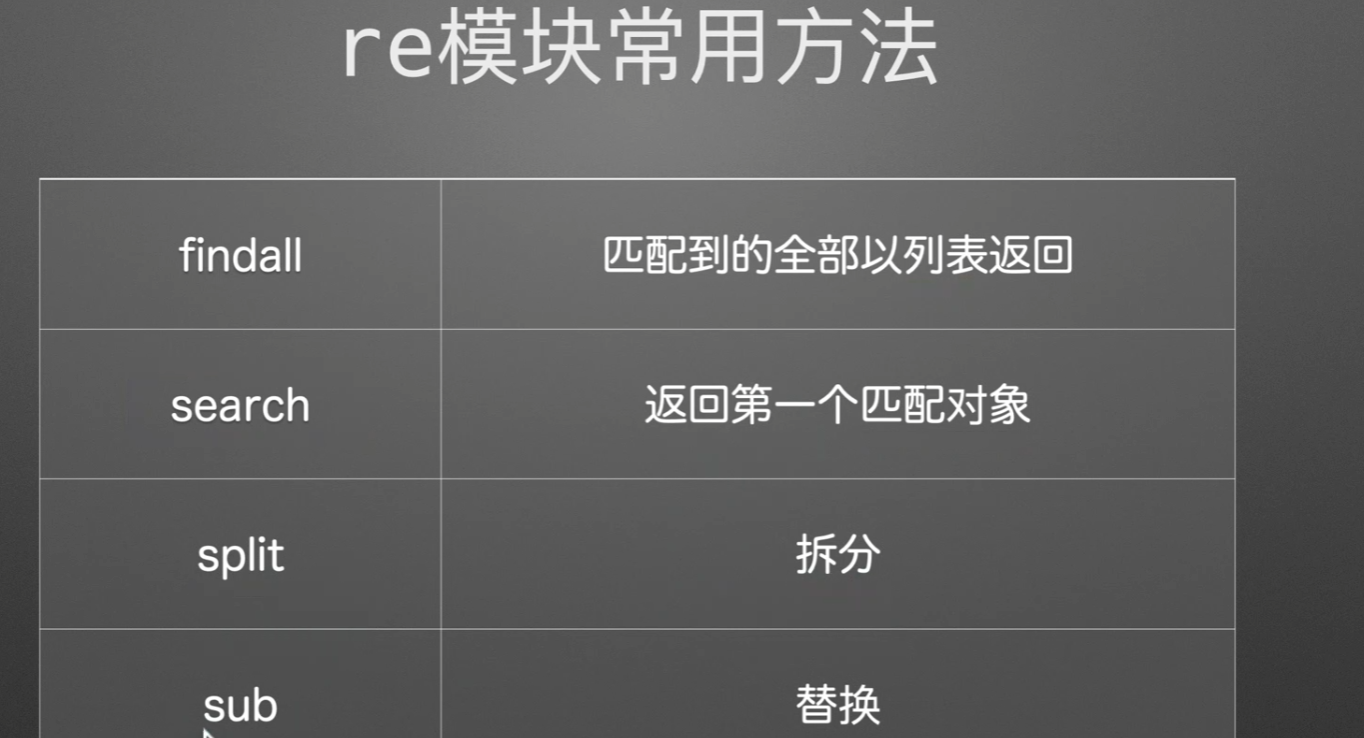 re模块常用方法
findall 匹配到的全部以列表返回
search 返回第一个匹配对象
split 拆分
sub 替换